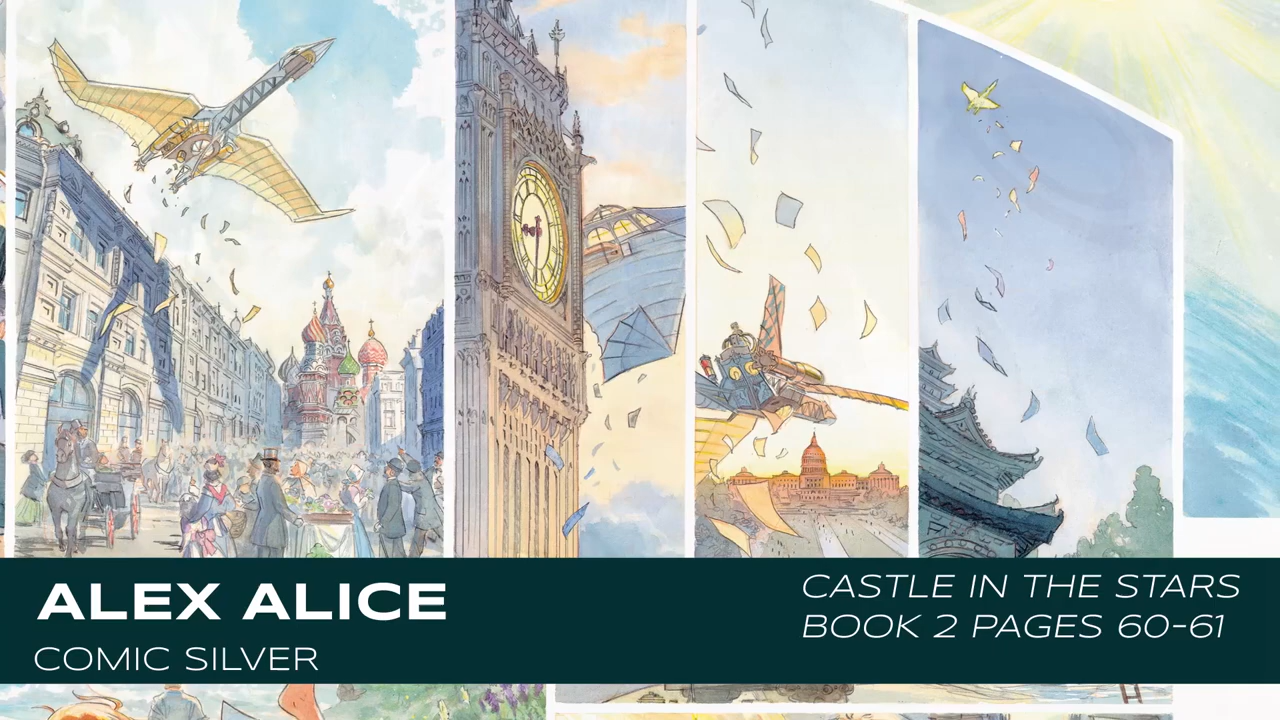 ALEX ALICE
COMIC SILVER
CASTLE IN THE STARS
BOOK 2 PAGES 60-61